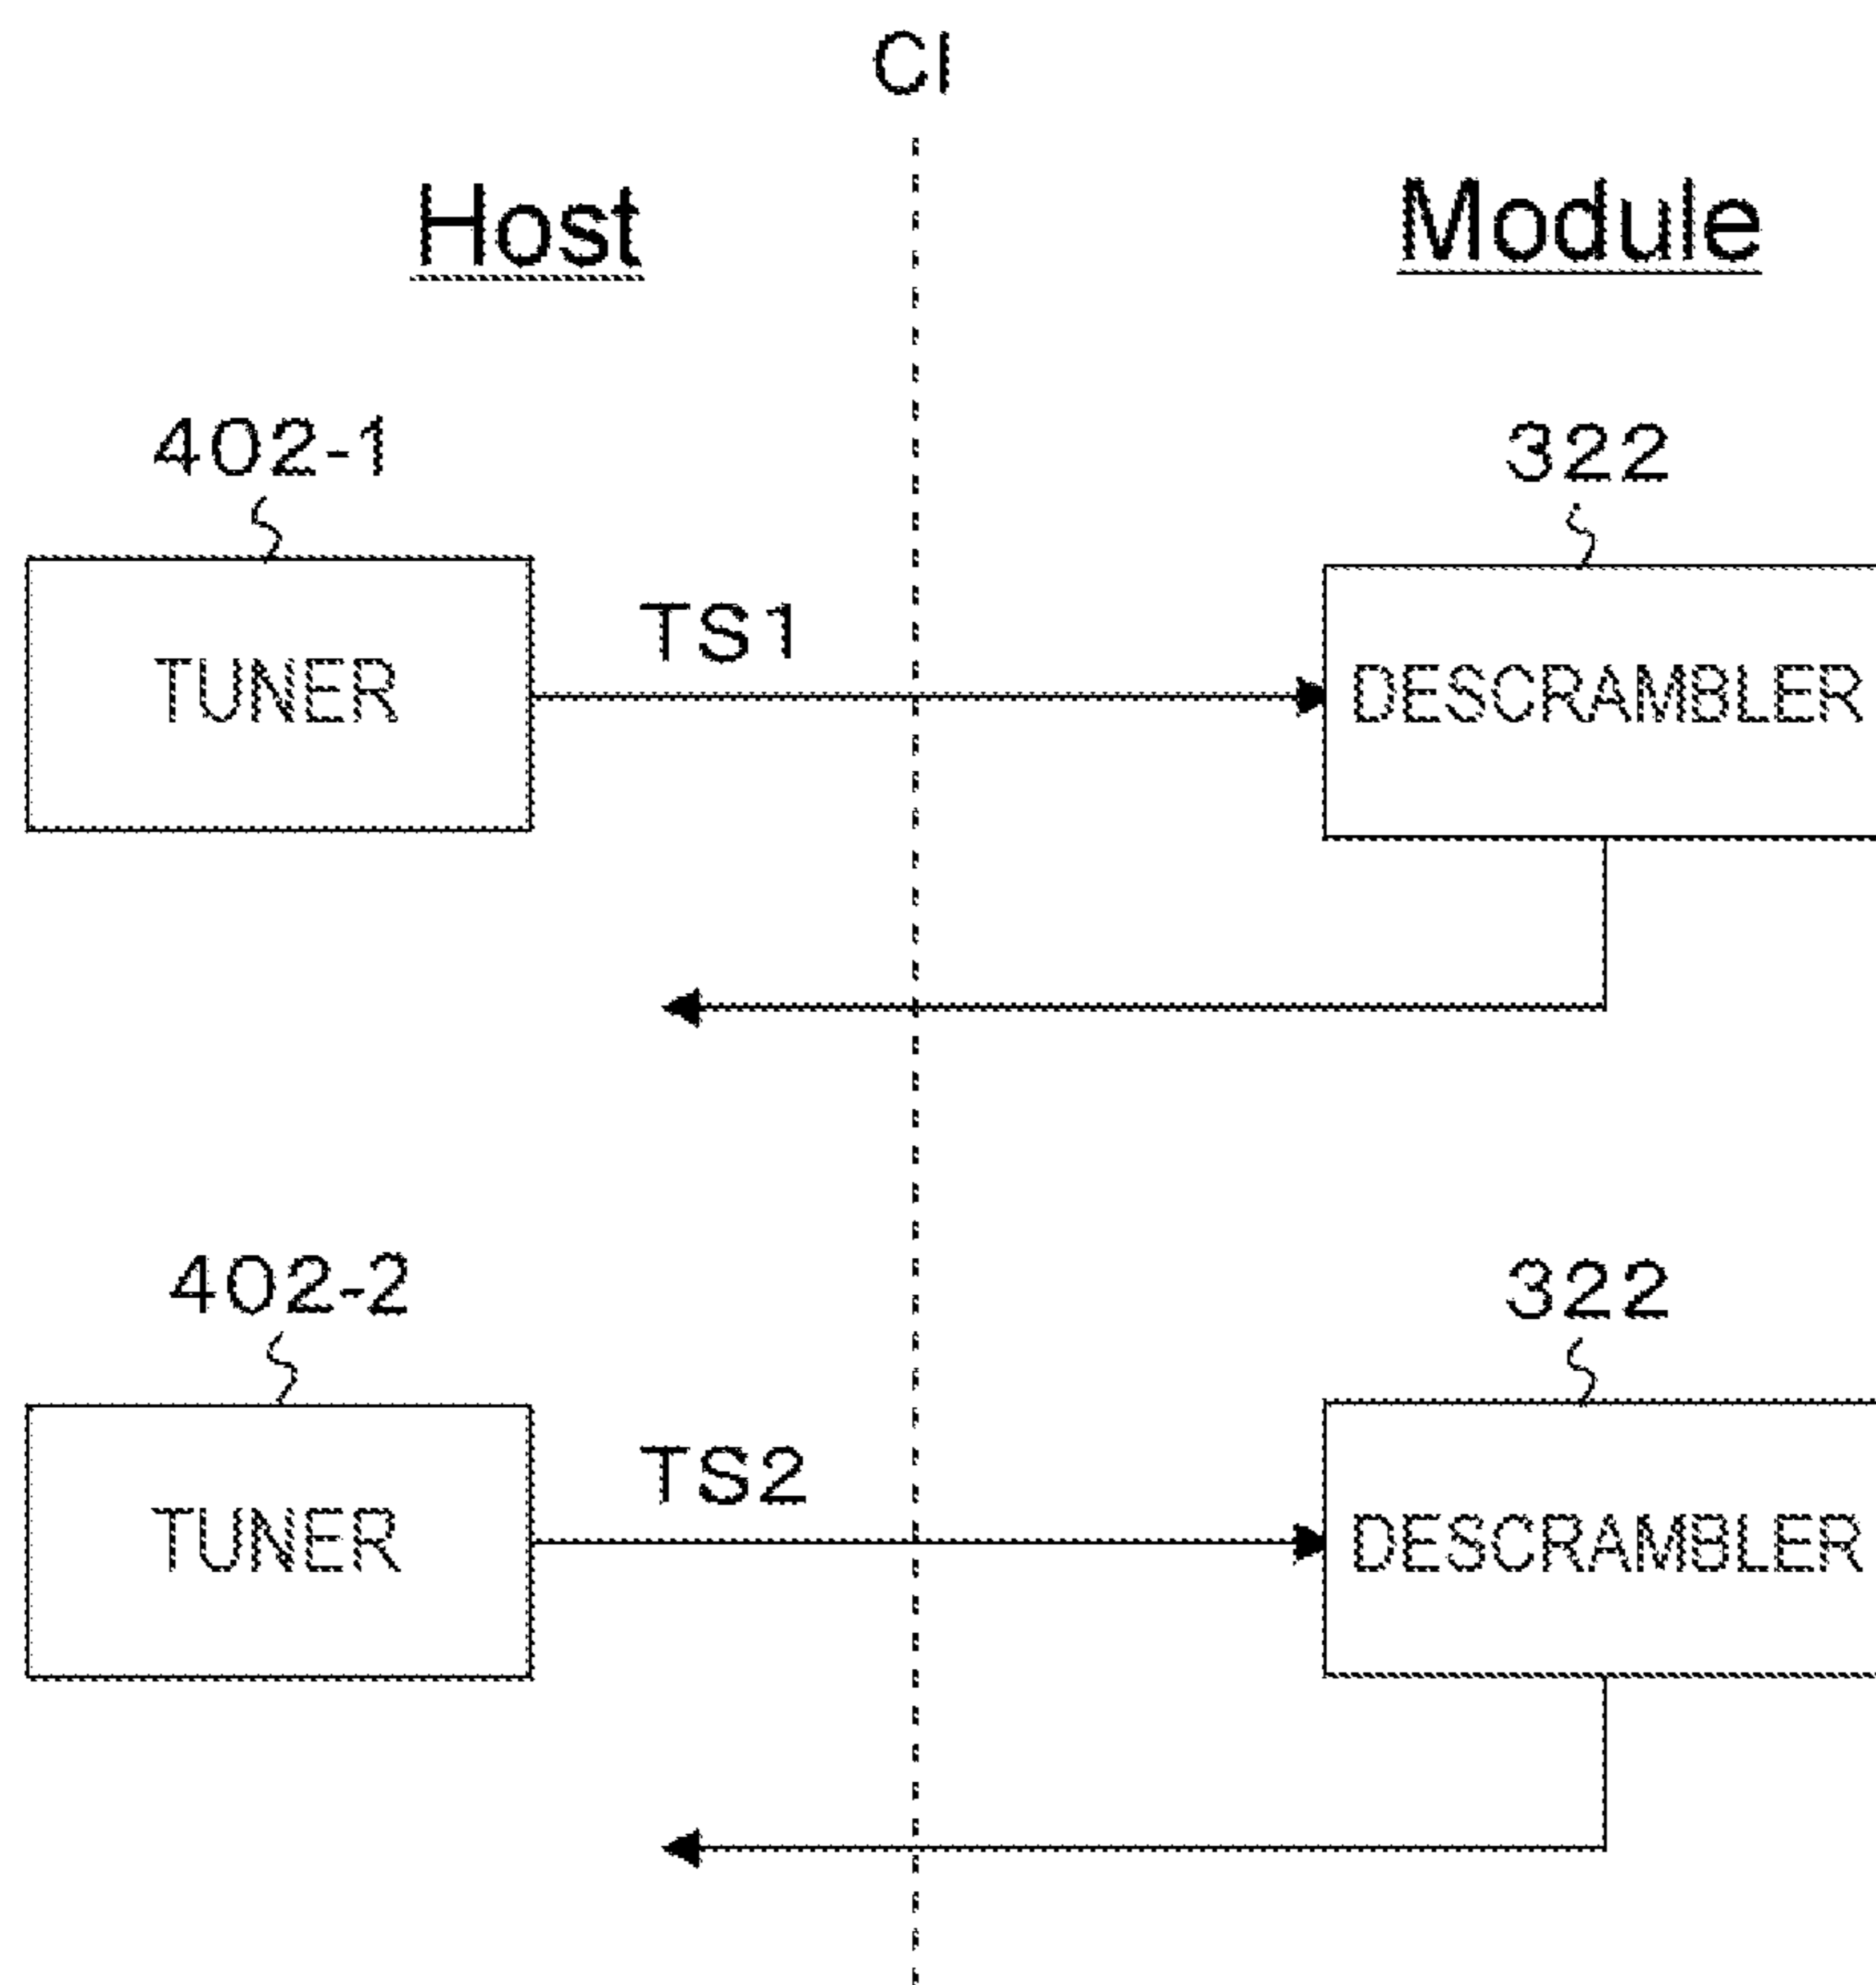 CI
Host
Module
402-1
322
TUNER
TS1
DESCRAMBLER
402-2
322
TUNER
TS2
DESCRAMBLER